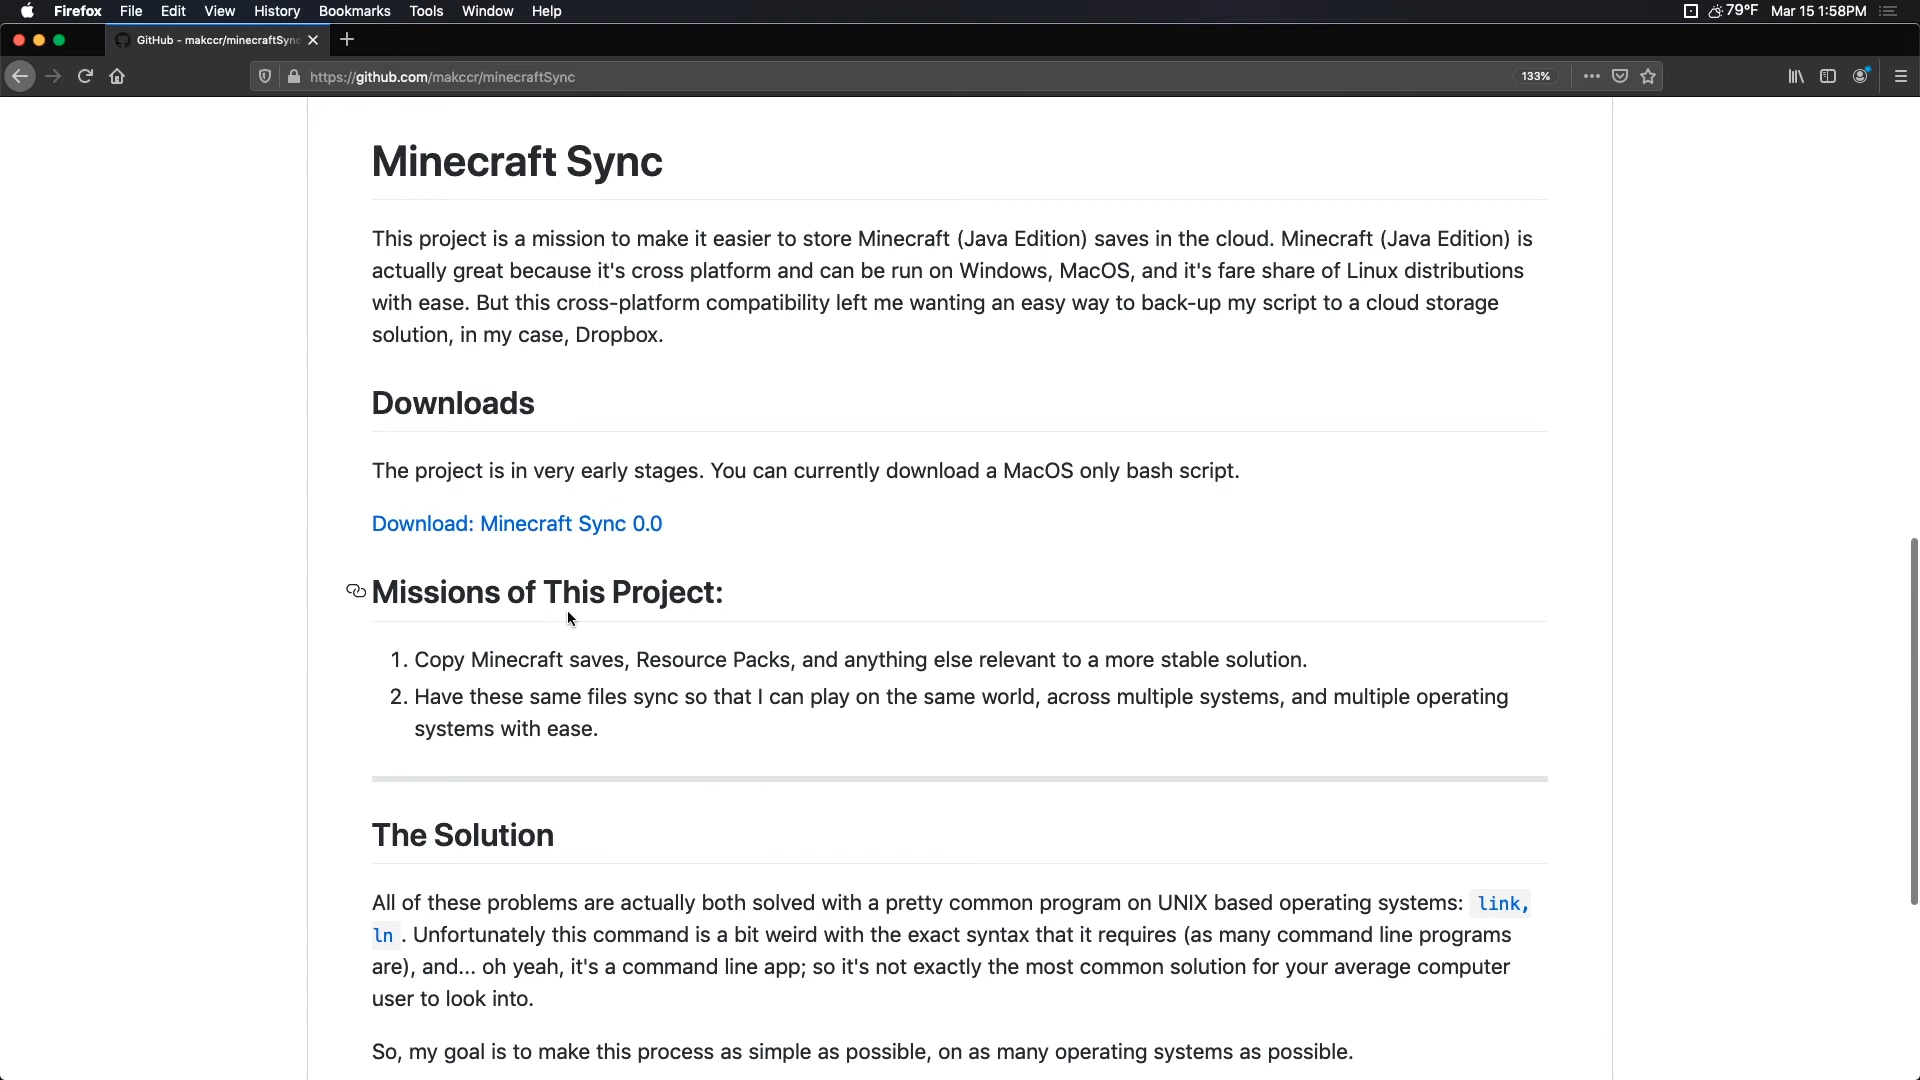 Firefox File Edit View History Bookmarks Tools Window Help 79°F Mar 15 1:58PM
GitHub - makccr/minecraftSync
https://github.com/makccr/minecraftSync 133%
Minecraft Sync
This project is a mission to make it easier to store Minecraft (Java Edition) saves in the cloud. Minecraft (Java Edition) is
actually great because it's cross platform and can be run on Windows, MacOS, and it's fare share of Linux distributions
with ease. But this cross-platform compatibility left me wanting an easy way to back-up my script to a cloud storage
solution, in my case, Dropbox.
Downloads
The project is in very early stages. You can currently download a MacOS only bash script.
Download: Minecraft Sync 0.0
Missions of This Project:
1. Copy Minecraft saves, Resource Packs, and anything else relevant to a more stable solution.
2. Have these same files sync so that I can play on the same world, across multiple systems, and multiple operating
systems with ease.
The Solution
All of these problems are actually both solved with a pretty common program on UNIX based operating systems: link,
ln . Unfortunately this command is a bit weird with the exact syntax that it requires (as many command line programs
are), and... oh yeah, it's a command line app; so it's not exactly the most common solution for your average computer
user to look into.
So, my goal is to make this process as simple as possible, on as many operating systems as possible.